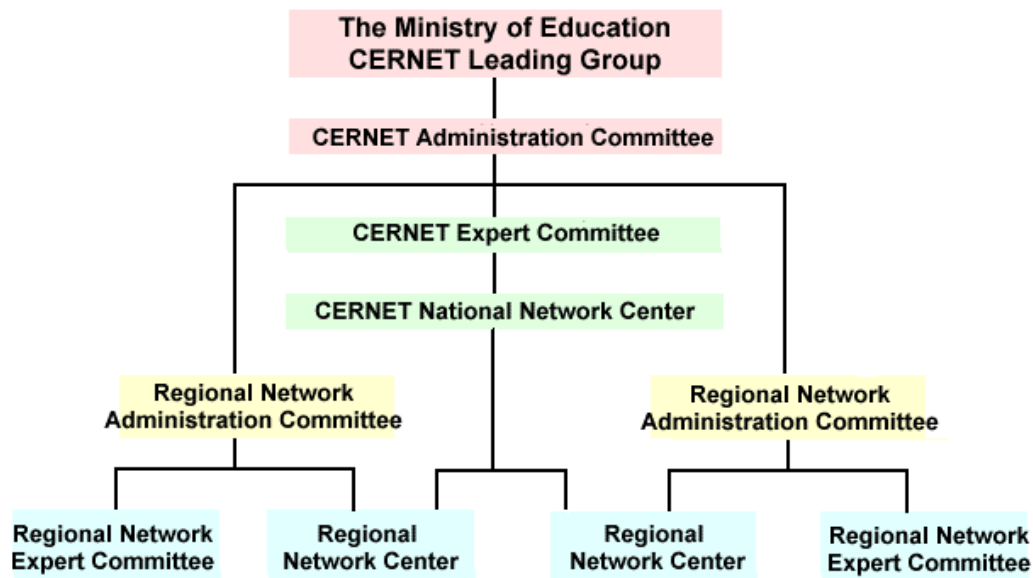 The Ministry of Education
CERNET Leading Group
CERNET Administration Committee
CERNET Expert Committee
CERNET National Network Center
Regional Network
Administration Committee
Regional Network
Administration Committee
Regional Network
Expert Committee
Regional
Network Center
Regional
Network Center
Regional Network
Expert Committee